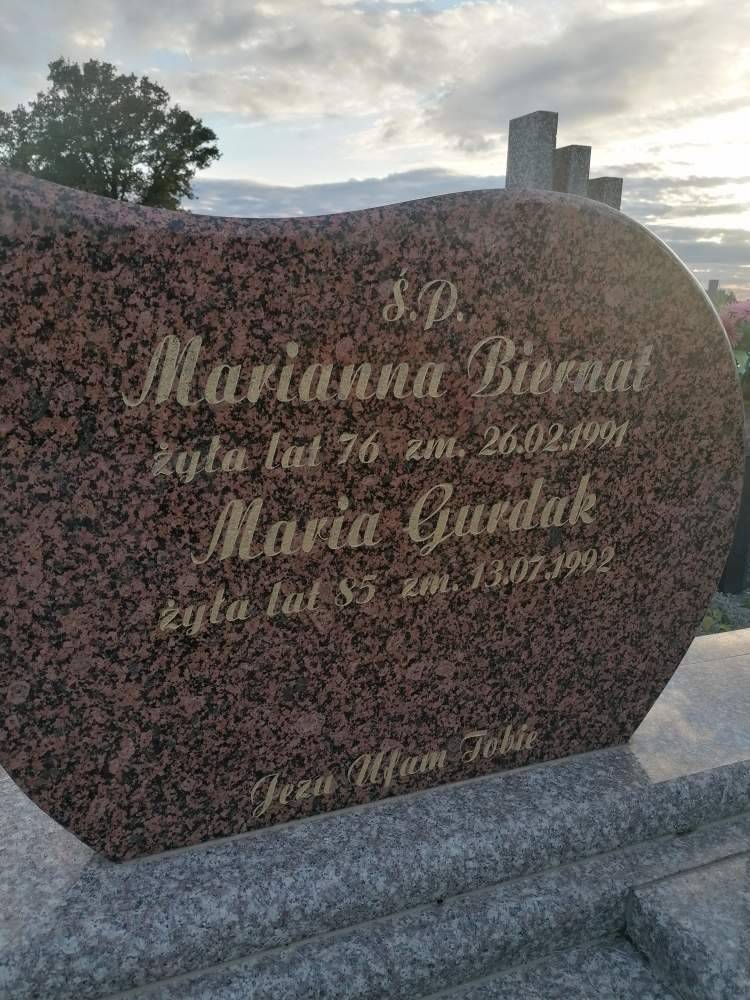 Ś.P.
Marianna Biernat
żyła lat 76 zm. 26.02.1991
Maria Gurdak
żyła lat 85 zm. 13.07.1992
Jezu Ufam Tobie